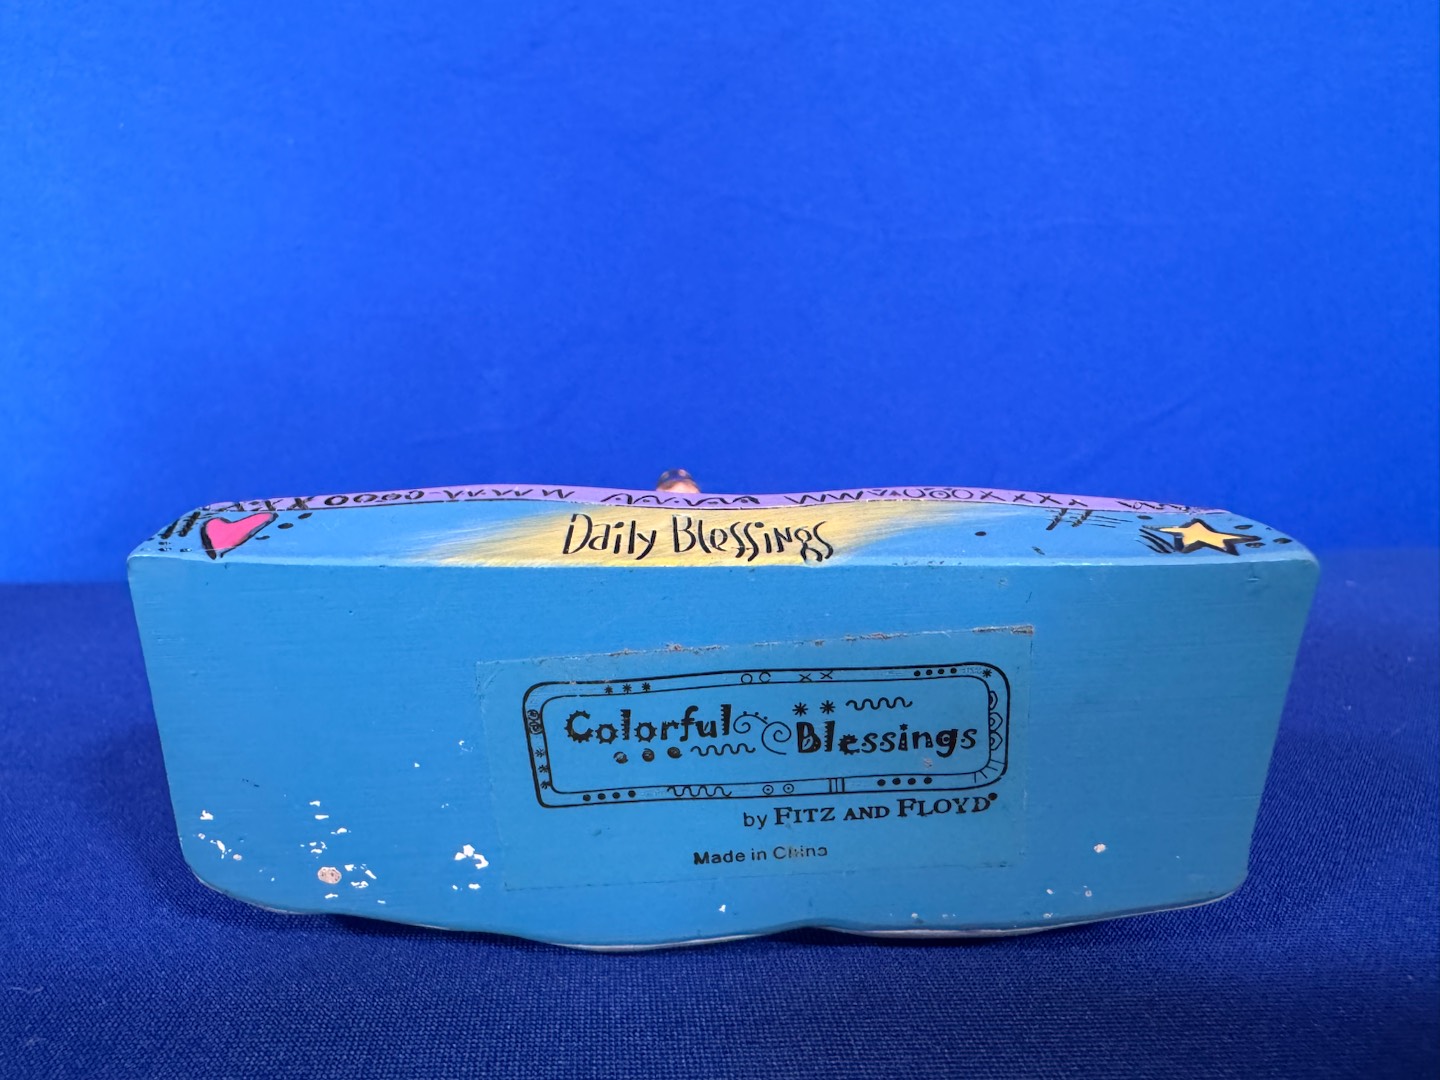 Daily Blessings
Colorful Blessings
by FITZ AND FLOYD
Made in China